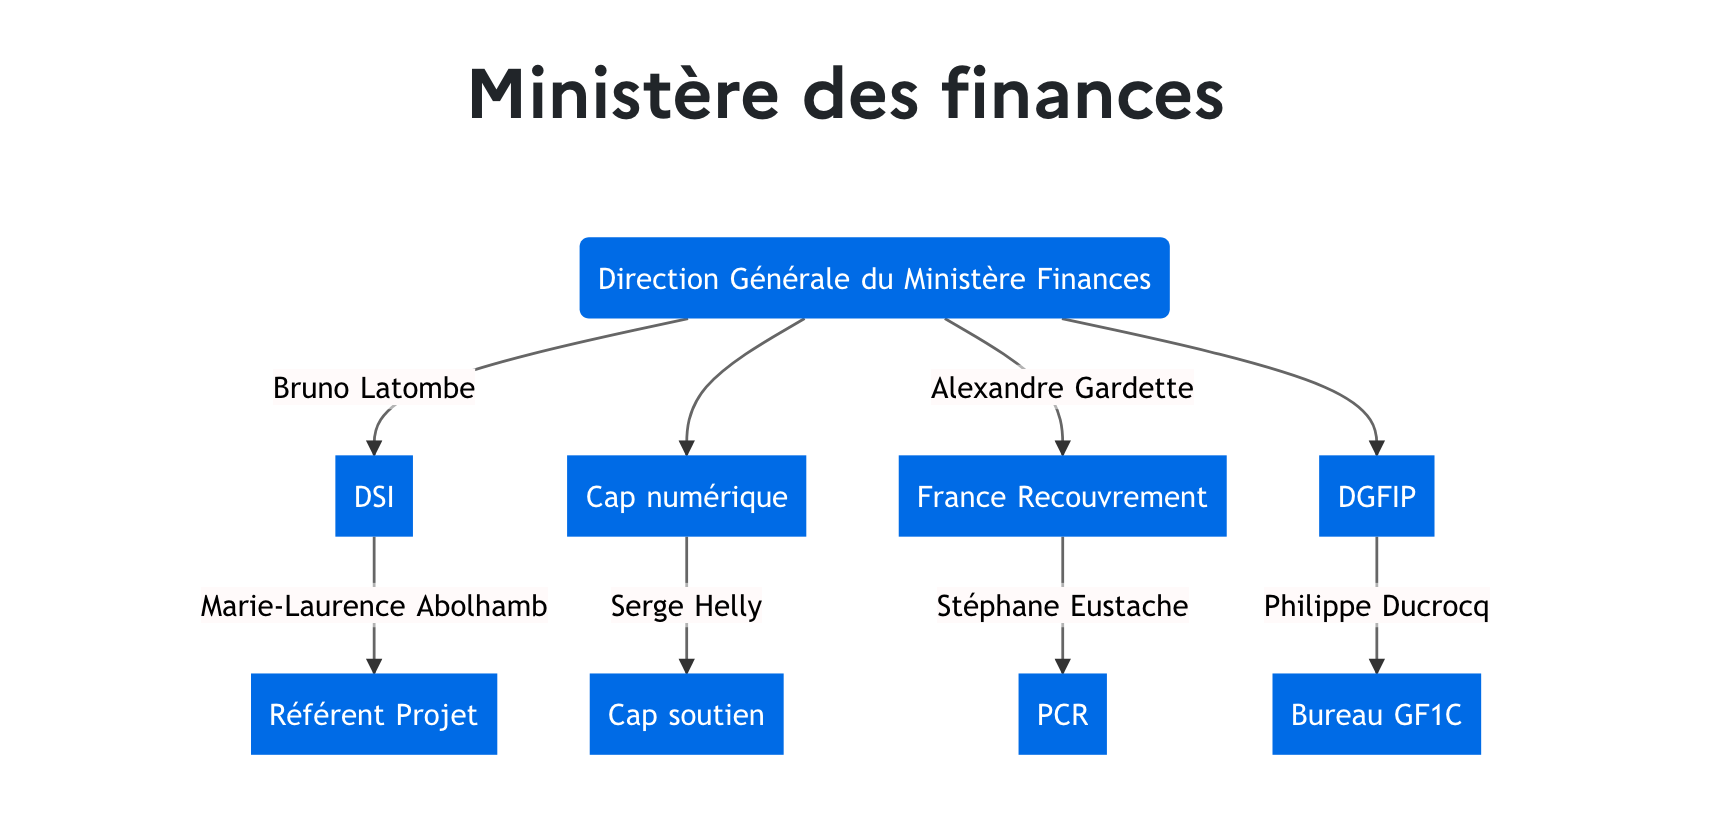 Ministère des finances
Direction Générale du Ministère Finances
Bruno Latombe
Alexandre Gardette
DSI
Cap numérique
France Recouvrement
DGFIP
Marie-Laurence Abolhamb
Serge Helly
Stéphane Eustache
Philippe Ducrocq
Référent Projet
Cap soutien
PCR
Bureau GF1C